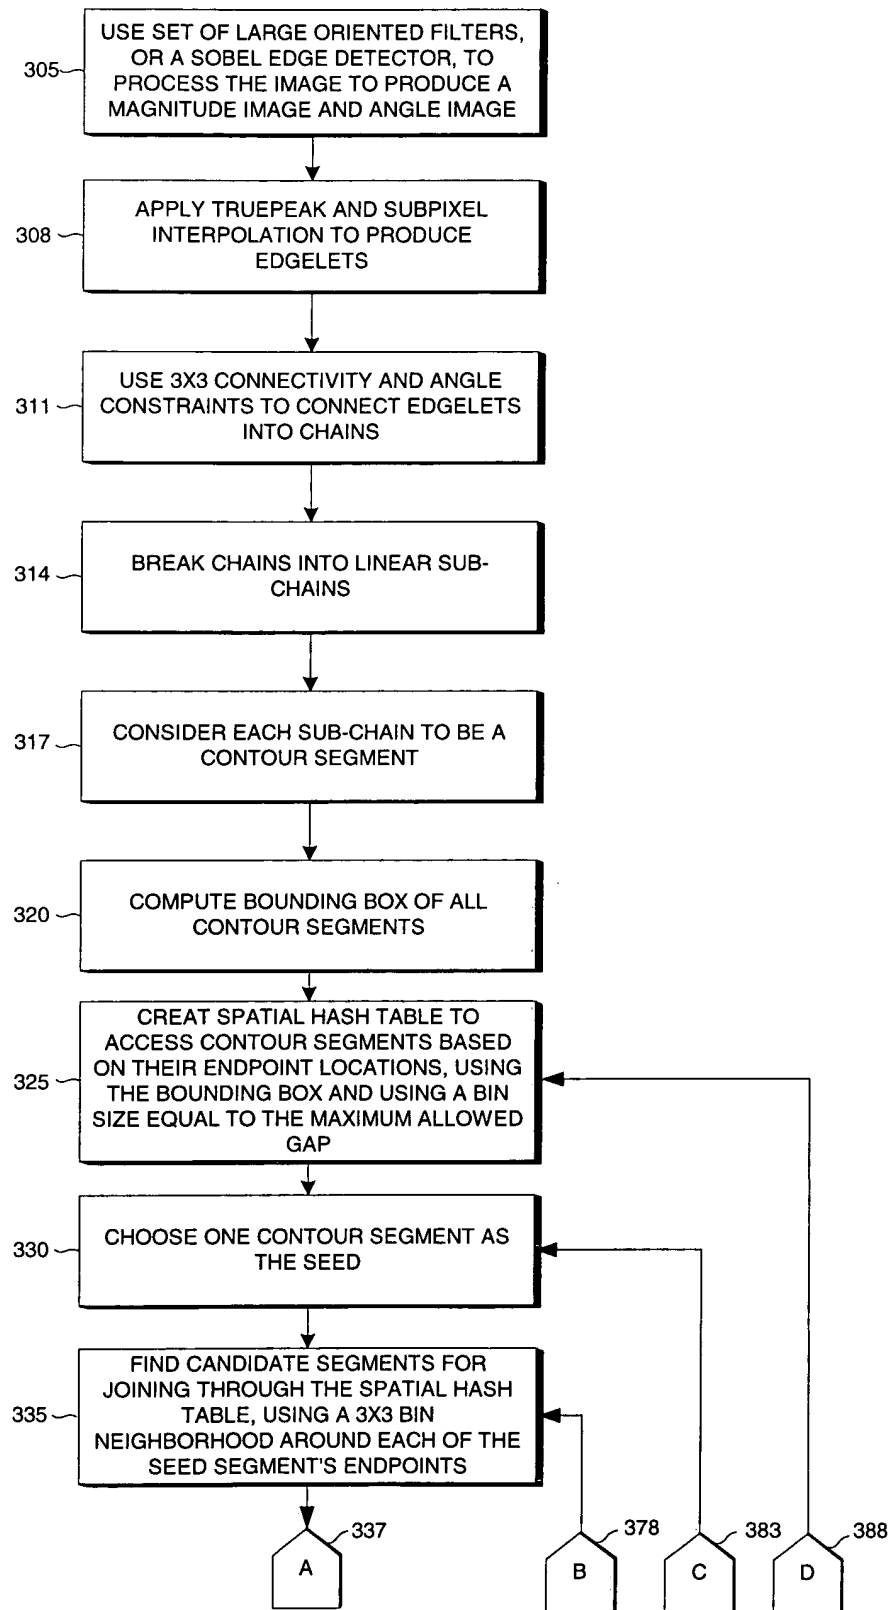 305
USE SET OF LARGE ORIENTED FILTERS,
OR A SOBEL EDGE DETECTOR, TO
PROCESS THE IMAGE TO PRODUCE A
MAGNITUDE IMAGE AND ANGLE IMAGE
308
APPLY TRUEPEAK AND SUBPIXEL
INTERPOLATION TO PRODUCE
EDGELETS
311
USE 3X3 CONNECTIVITY AND ANGLE
CONSTRAINTS TO CONNECT EDGELETS
INTO CHAINS
314
BREAK CHAINS INTO LINEAR SUB-
CHAINS
317
CONSIDER EACH SUB-CHAIN TO BE A
CONTOUR SEGMENT
320
COMPUTE BOUNDING BOX OF ALL
CONTOUR SEGMENTS
325
CREAT SPATIAL HASH TABLE TO
ACCESS CONTOUR SEGMENTS BASED
ON THEIR ENDPOINT LOCATIONS, USING
THE BOUNDING BOX AND USING A BIN
SIZE EQUAL TO THE MAXIMUM ALLOWED
GAP
330
CHOOSE ONE CONTOUR SEGMENT AS
THE SEED
335
FIND CANDIDATE SEGMENTS FOR
JOINING THROUGH THE SPATIAL HASH
TABLE, USING A 3X3 BIN
NEIGHBORHOOD AROUND EACH OF THE
SEED SEGMENT'S ENDPOINTS
337
A
378
B
383
C
388
D